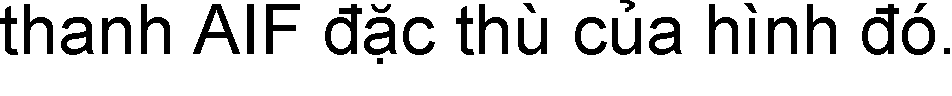 thanh AIF đặc thù của hình đó.